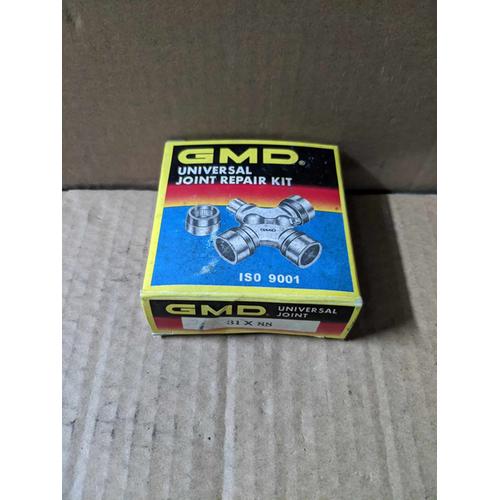 GMD®
UNIVERSAL
JOINT REPAIR KIT
GMD
ISO 9001
GMD® UNIVERSAL
JOINT
31 X 88